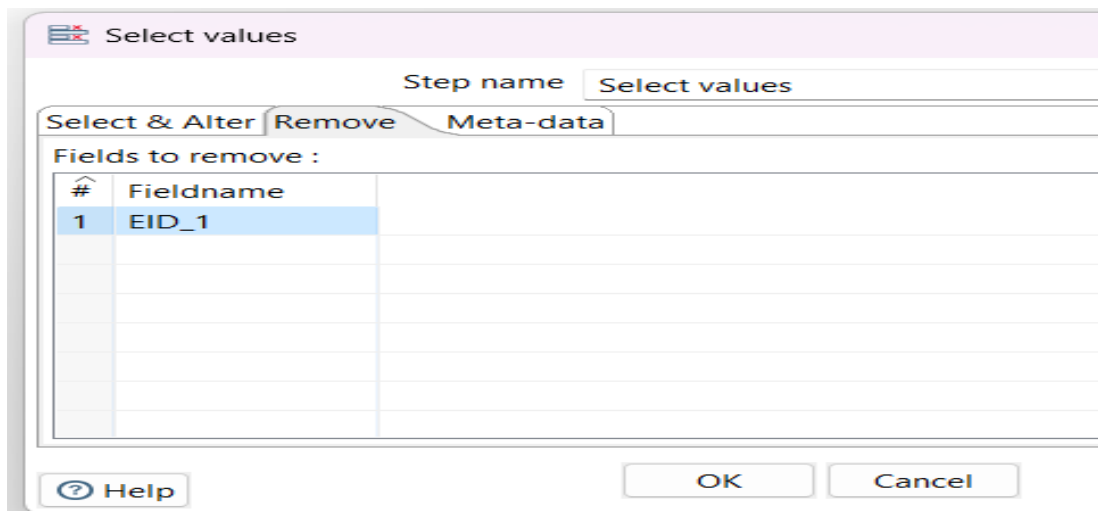 Select values
Step name Select values
Select & Alter Remove Meta-data
Fields to remove :
# Fieldname
1 EID_1
Help OK Cancel